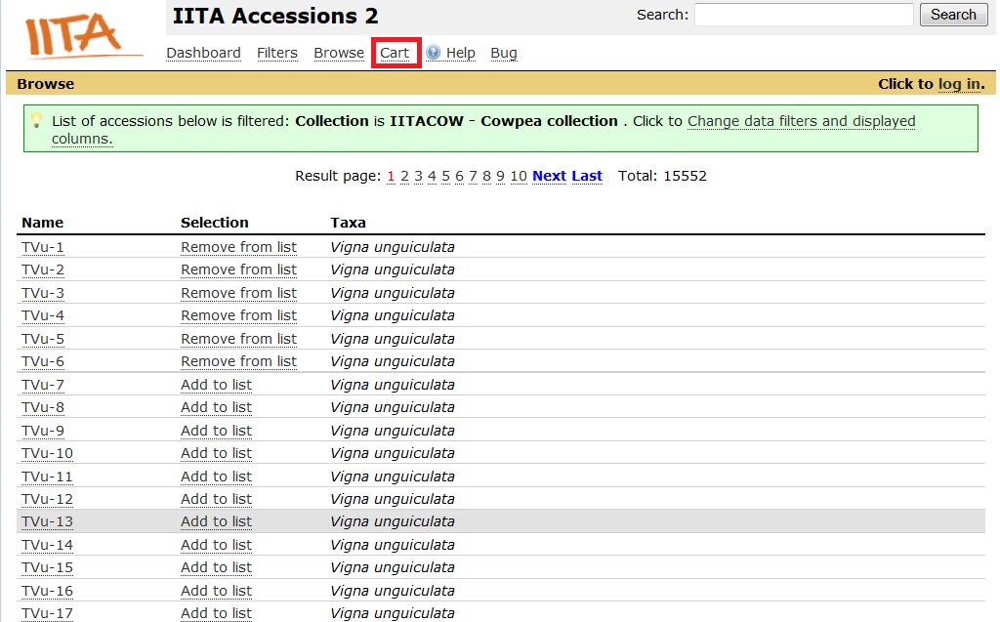 IITA
IITA Accessions 2
Search: Search
Dashboard Filters Browse Cart Help Bug
Browse Click to log in.
List of accessions below is filtered: Collection is IITACOW - Cowpea collection . Click to Change data filters and displayed
columns.
Result page: 1 2 3 4 5 6 7 8 9 10 Next Last Total: 15552
Name Selection Taxa
TVu-1 Remove from list Vigna unguiculata
TVu-2 Remove from list Vigna unguiculata
TVu-3 Remove from list Vigna unguiculata
TVu-4 Remove from list Vigna unguiculata
TVu-5 Remove from list Vigna unguiculata
TVu-6 Remove from list Vigna unguiculata
TVu-7 Add to list Vigna unguiculata
TVu-8 Add to list Vigna unguiculata
TVu-9 Add to list Vigna unguiculata
TVu-10 Add to list Vigna unguiculata
TVu-11 Add to list Vigna unguiculata
TVu-12 Add to list Vigna unguiculata
TVu-13 Add to list Vigna unguiculata
TVu-14 Add to list Vigna unguiculata
TVu-15 Add to list Vigna unguiculata
TVu-16 Add to list Vigna unguiculata
TVu-17 Add to list Vigna unguiculata